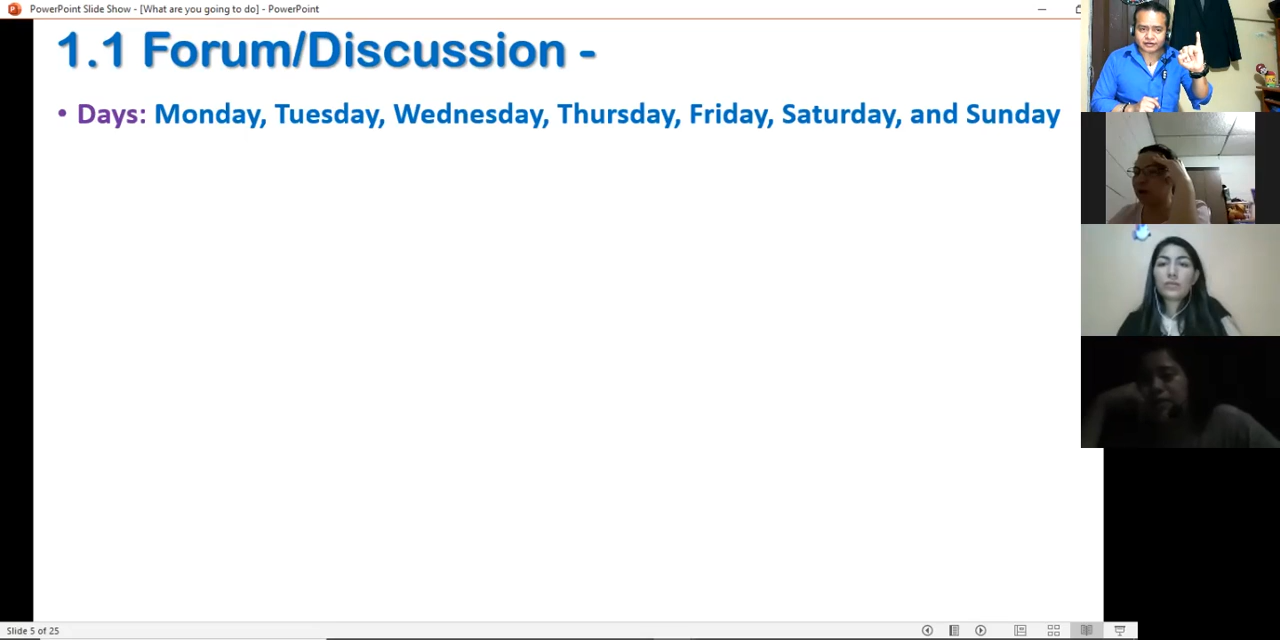 PowerPoint Slide Show - [What are you going to do] - PowerPoint
1.1 Forum/Discussion -
• Days: Monday, Tuesday, Wednesday, Thursday, Friday, Saturday, and Sunday
Slide 5 of 25